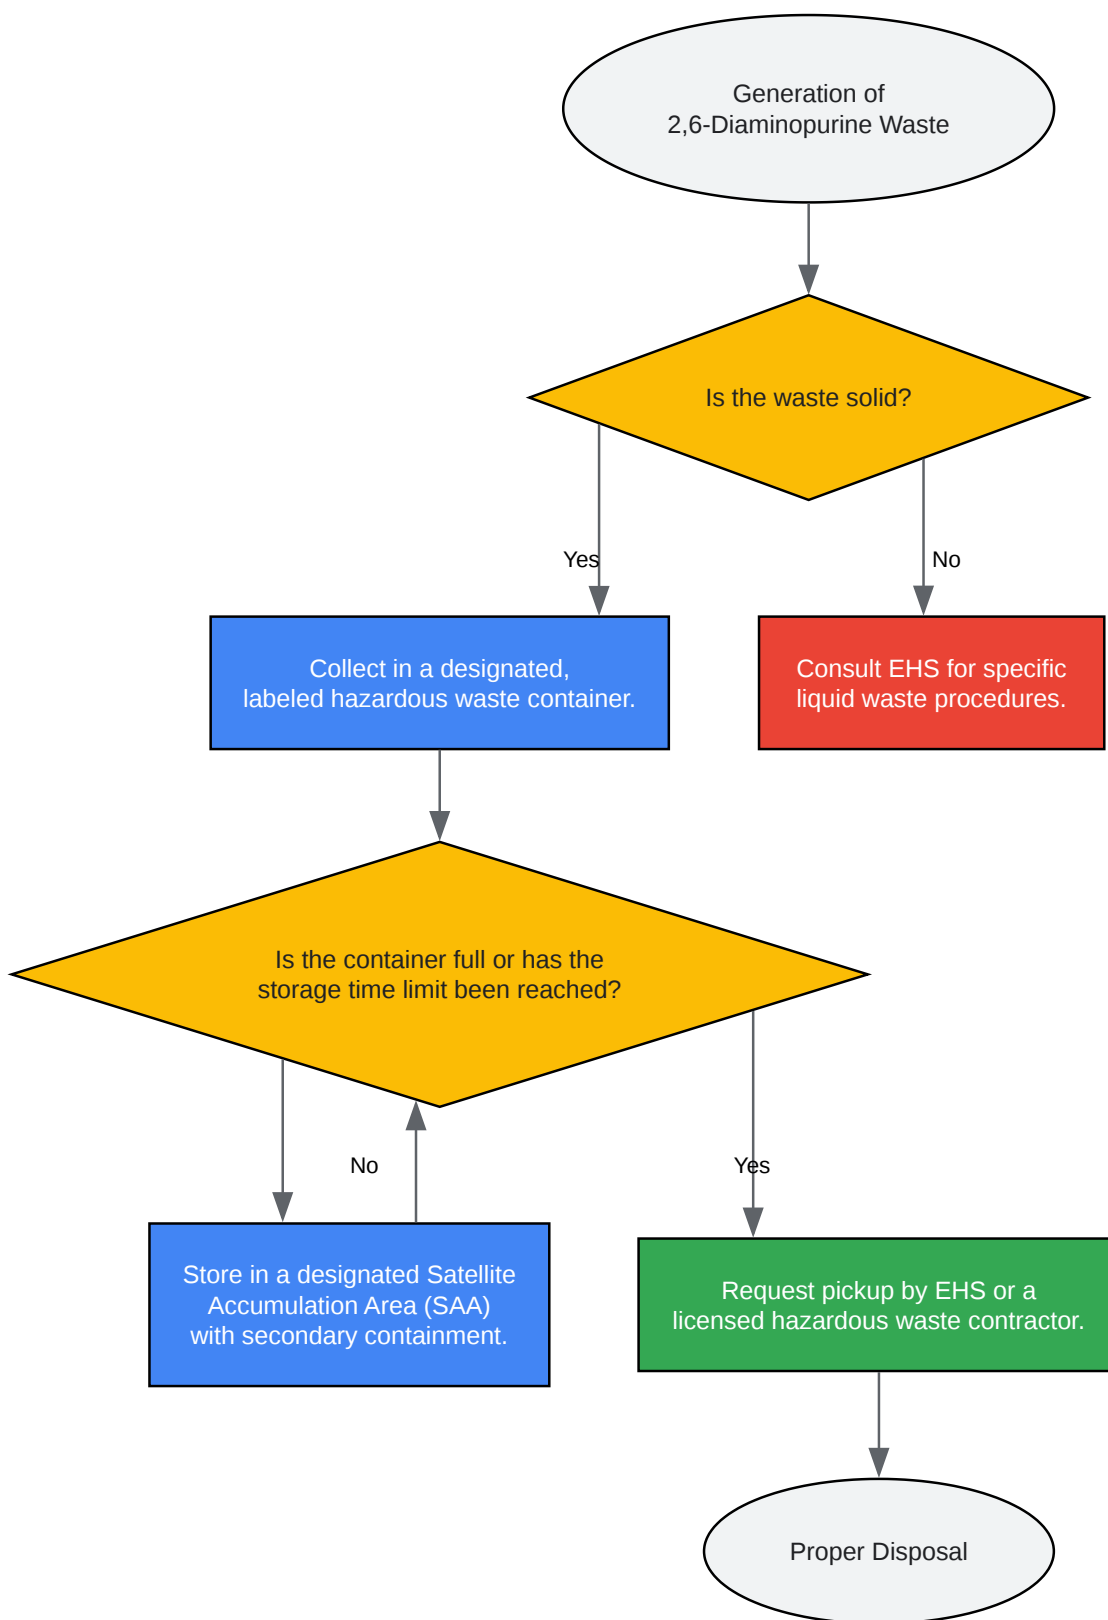 Generation of
2,6-Diaminopurine Waste
Is the waste solid?
Yes
No
Collect in a designated,
labeled hazardous waste container.
Consult EHS for specific
liquid waste procedures.
Is the container full or has the
storage time limit been reached?
No
Yes
Store in a designated Satellite
Accumulation Area (SAA)
with secondary containment.
Request pickup by EHS or a
licensed hazardous waste contractor.
Proper Disposal